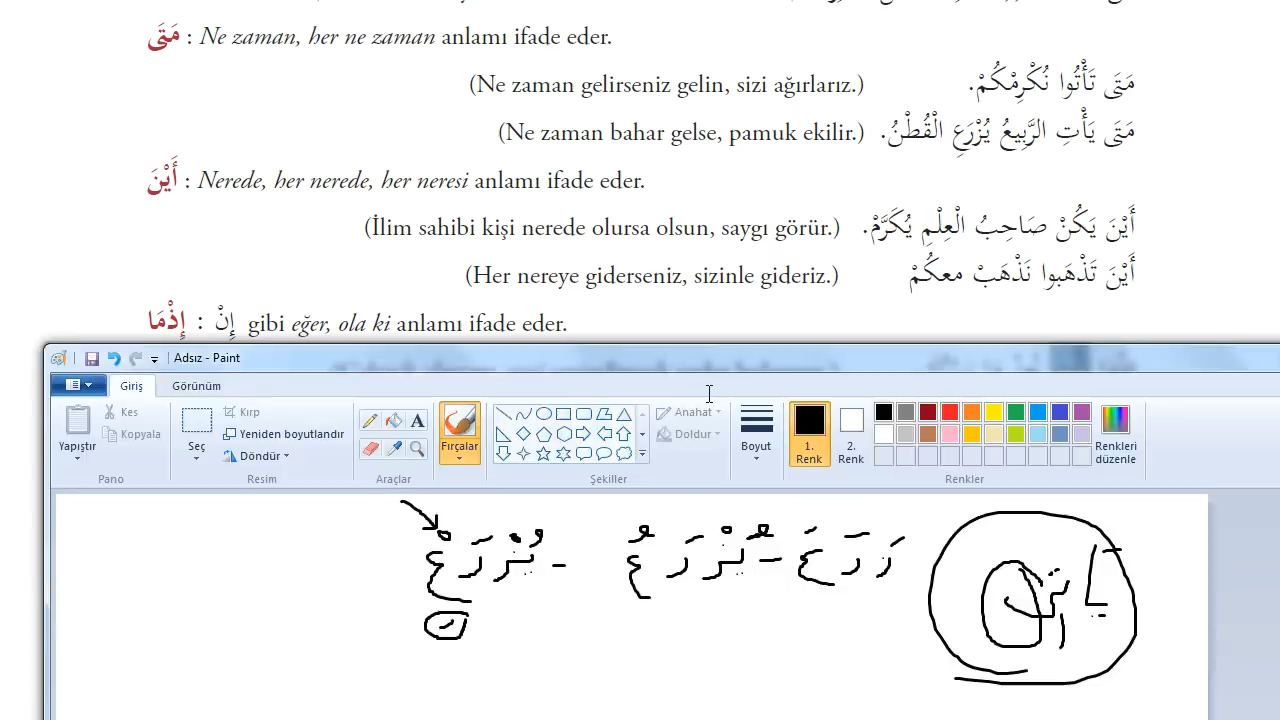 مَتَى : Ne zaman, her ne zaman anlamı ifade eder.
مَتَى تَأْتُوا نُكْرِمْكُمْ. (Ne zaman gelirseniz gelin, sizi ağırlarız.)
مَتَى يَأْتِ الرَّبِيعُ يُزْرَعِ الْقُطْنُ. (Ne zaman bahar gelse, pamuk ekilir.)
أَيْنَ : Nerede, her nerede, her neresi anlamı ifade eder.
أَيْنَ يَكُنْ صَاحِبُ الْعِلْمِ يُكَرَّمْ. (İlim sahibi kişi nerede olursa olsun, saygı görür.)
أَيْنَ تَذْهَبوا نَذْهَبْ معكُمْ (Her nereye giderseniz, sizinle gideriz.)
إِذْمَا : إِنْ gibi eğer, ola ki anlamı ifade eder.
Adsız - Paint
Giriş Görünüm
Yapıştır Kes Kopyala
Seç Kırp Yeniden boyutlandır Döndür
A
Fırçalar
Anahat Doldur
Boyut
1. Renk
2. Renk
Renkleri düzenle
Pano Resim Araçlar Şekiller Renkler
زَرَعَ - يُزْرَعُ - يُزْرَعْ